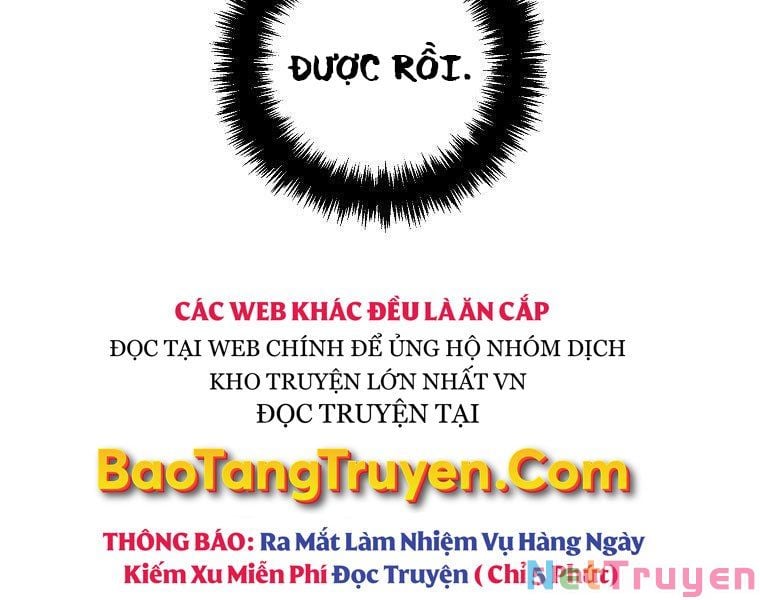 ĐƯỢC RỒI.
CÁC WEB KHÁC ĐỀU LÀ ĂN CẮP
ĐỌC TẠI WEB CHÍNH ĐỂ ỦNG HỘ NHÓM DỊCH
KHO TRUYỆN LỚN NHẤT VN
ĐỌC TRUYỆN TẠI
BaoTangTruyen.Com
THÔNG BÁO: Ra Mắt Làm Nhiệm Vụ Hàng Ngày
Kiếm Xu Miễn Phí Đọc Truyện ( Chỉ 5 Phút)
NetTruyen